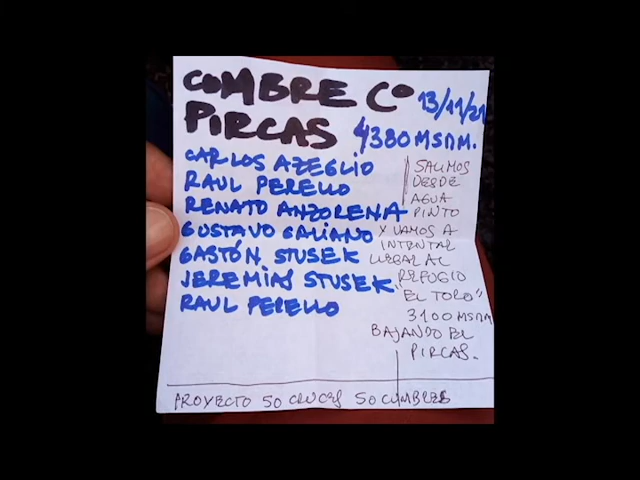 CUMBRE Cº 13/11/21
PIRCAS 4380 MSNM.
CARLOS AZEGLIO
RAUL PERELLO
RENATO ANZORENA
GUSTAVO GALIANO
GASTÓN STUSEK
JEREMIAS STUSEK
RAUL PERELLO
SALIMOS
DESDE
AGUA
PINTO
Y VAMOS A
INTENTAR
LLEGAR AL
REFUGIO
"EL TORO"
3100 MSNM
BAJANDO EL
PIRCAS.
PROYECTO 50 CRUCES 50 CUMBRES